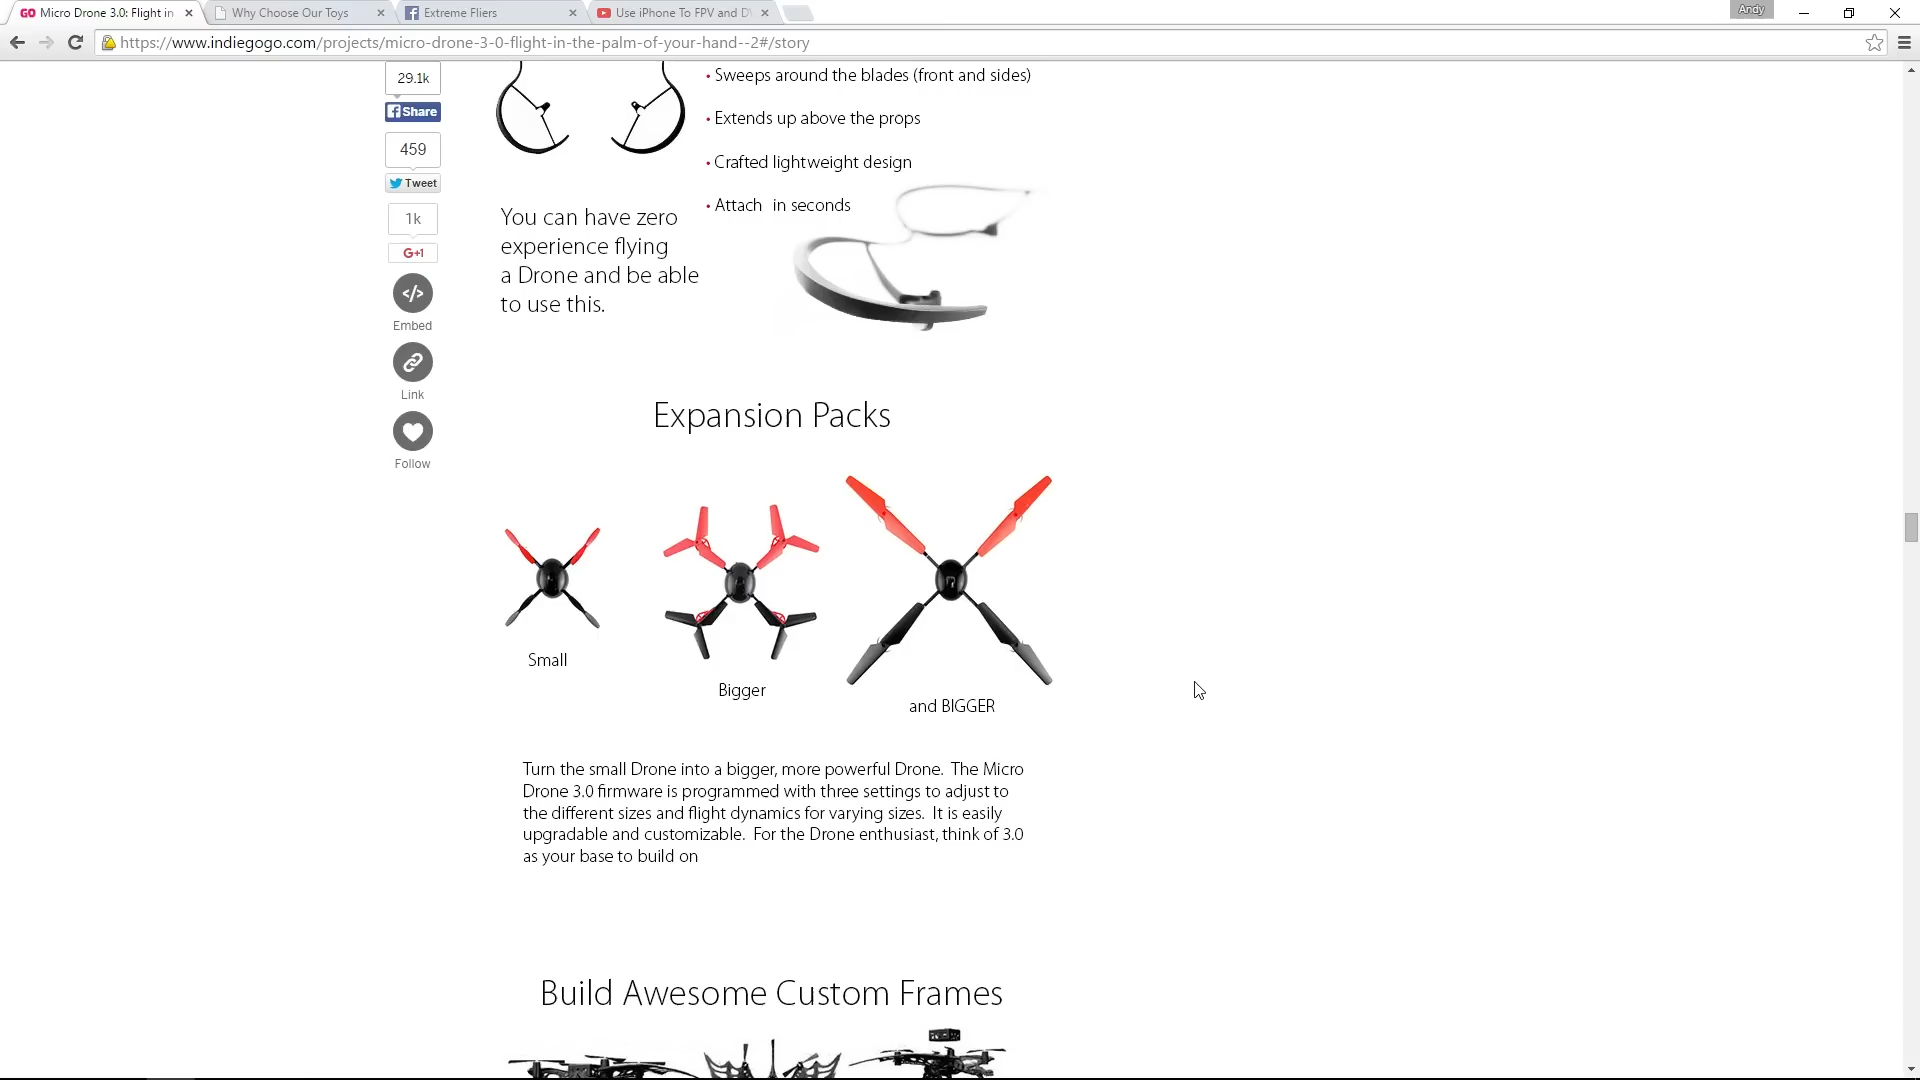 GO Micro Drone 3.0: Flight in
Why Choose Our Toys
Extreme Fliers
Use iPhone To FPV and D
Andy
https://www.indiegogo.com/projects/micro-drone-3-0-flight-in-the-palm-of-your-hand--2#/story
29.1k
Share
459
Tweet
1k
G+1
Embed
Link
Follow
• Sweeps around the blades (front and sides)
• Extends up above the props
• Crafted lightweight design
• Attach in seconds
You can have zero
experience flying
a Drone and be able
to use this.
Expansion Packs
Small
Bigger
and BIGGER
Turn the small Drone into a bigger, more powerful Drone. The Micro
Drone 3.0 firmware is programmed with three settings to adjust to
the different sizes and flight dynamics for varying sizes. It is easily
upgradable and customizable. For the Drone enthusiast, think of 3.0
as your base to build on
Build Awesome Custom Frames